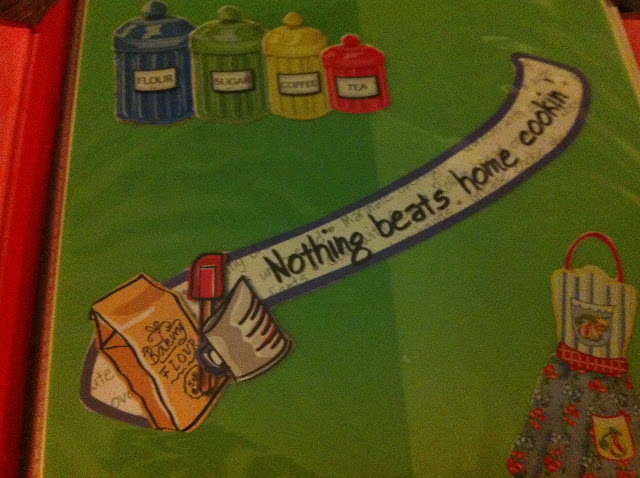 FLOUR
SUGAR
COFFEE
TEA
Nothing beats home cookin'
Baking
FLOUR